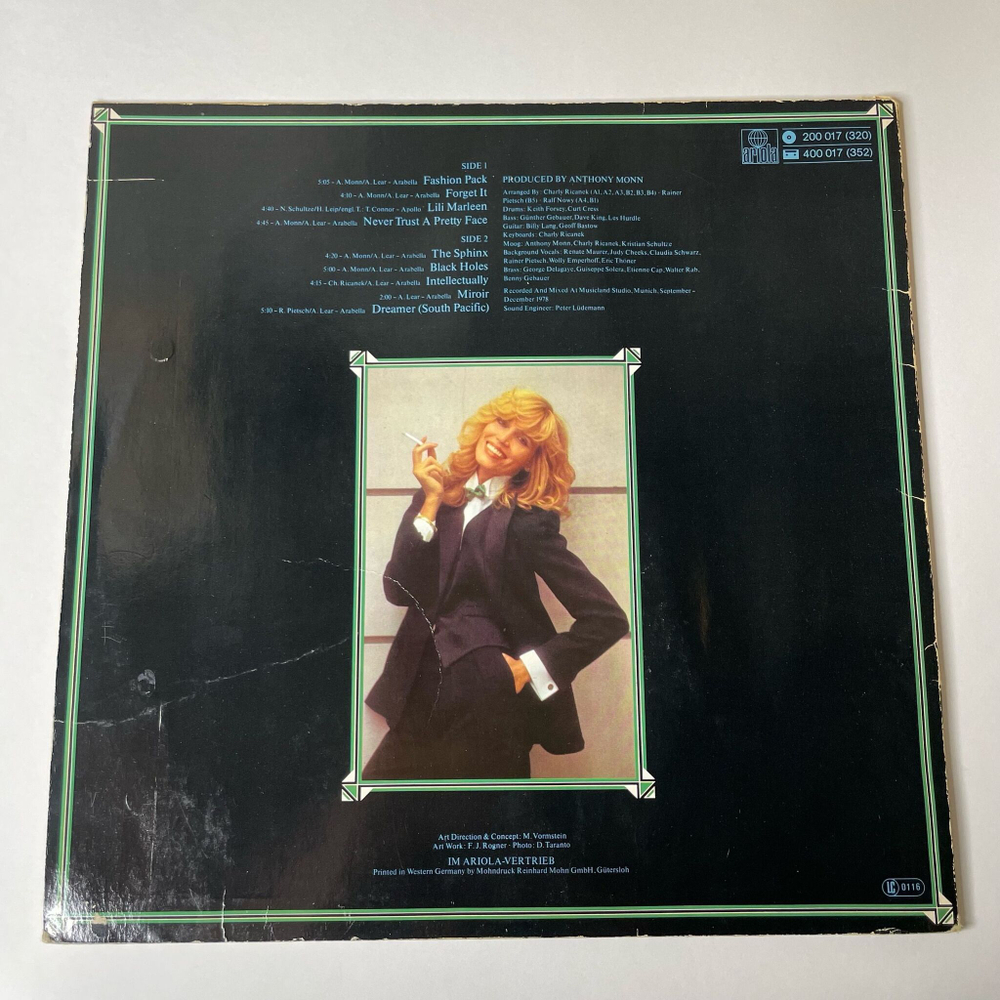 SIDE 1
5:05 – A. Monn/A. Lear – Arabella Fashion Pack
4:10 – A. Monn/A. Lear – Arabella Forget It
4:40 – N. Schultze/H. Leip/engl. T.: T. Connor – Apollo Lili Marleen
4:45 – A. Monn/A. Lear – Arabella Never Trust A Pretty Face
SIDE 2
4:20 – A. Monn/A. Lear – Arabella The Sphinx
5:00 – A. Monn/A. Lear – Arabella Black Holes
4:15 – Ch. Ricanek/A. Lear – Arabella Intellectually
2:00 – A. Lear – Arabella Miroir
5:10 – R. Pietsch/A. Lear – Arabella Dreamer (South Pacific)
PRODUCED BY ANTHONY MONN
Arranged By: Charly Ricanek (A1, A2, A3, B2, B3, B4) · Rainer
Pietsch (B5) · Ralf Nowy (A4, B1)
Drums: Keith Forsey, Curt Cress
Bass: Günther Gebauer, Dave King, Les Hurdle
Guitar: Billy Lang, Geoff Bastow
Keyboards: Charly Ricanek
Moog: Anthony Monn, Charly Ricanek, Kristian Schultze
Background Vocals: Renate Maurer, Judy Cheeks, Claudia Schwarz,
Rainer Pietsch, Wolly Emperhoff, Eric Thöner
Brass: George Delagaye, Guiseppe Solera, Etienne Cap, Walter Rab,
Benny Gebauer
Recorded And Mixed At Musicland Studio, Munich, September –
December 1978
Sound Engineer: Peter Lüdemann
ariola
200 017 (320)
400 017 (352)
Art Direction & Concept: M. Vormstein
Art Work: F. J. Rogner · Photo: D. Taranto
IM ARIOLA-VERTRIEB
Printed in Western Germany by Mohndruck Reinhard Mohn GmbH, Gütersloh
LC 0116